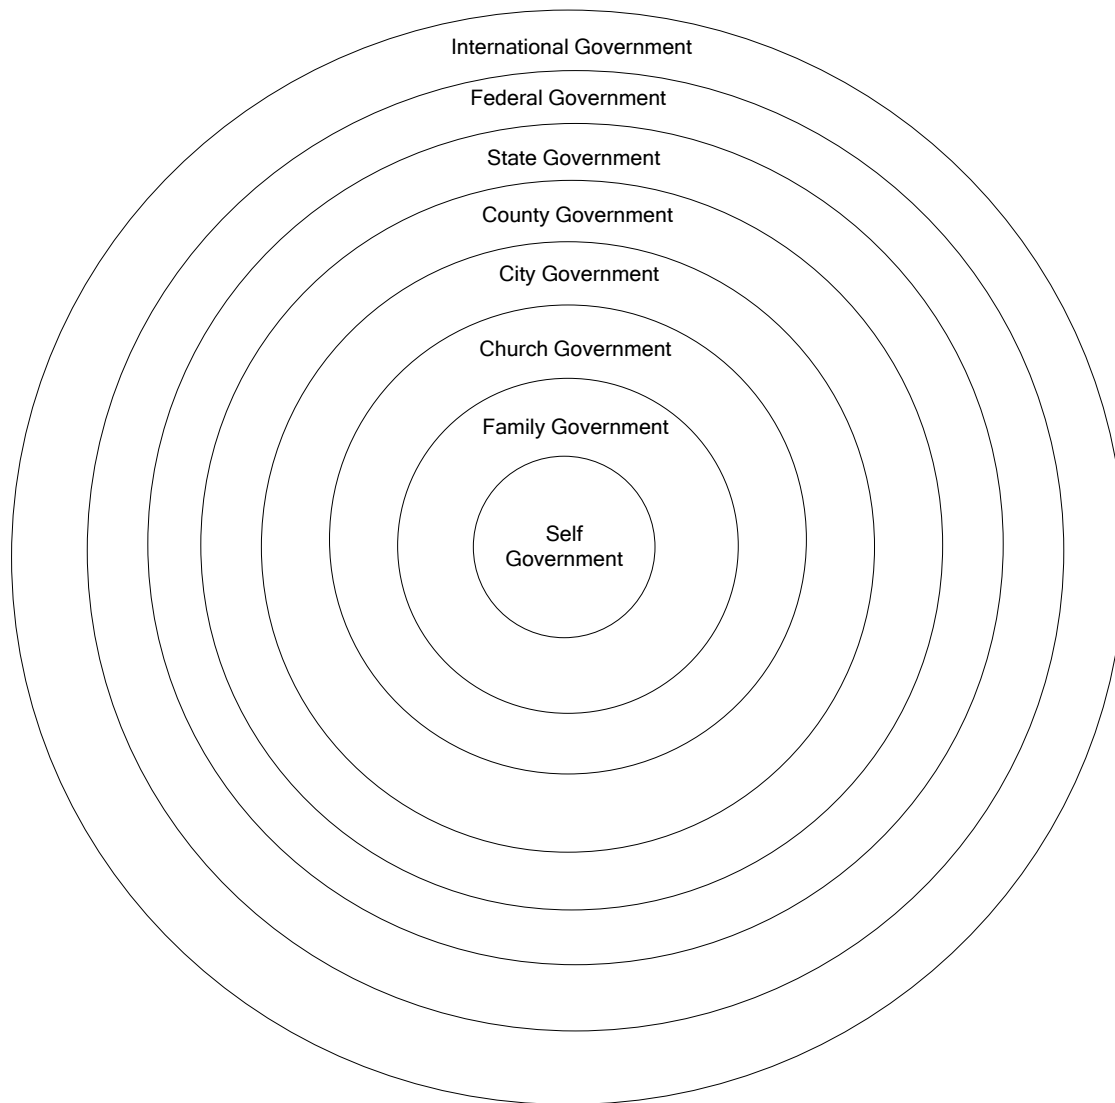 International Government
Federal Government
State Government
County Government
City Government
Church Government
Family Government
Self
Government